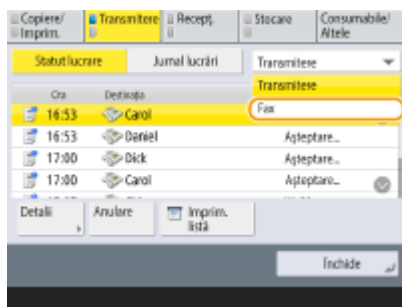 Copiere/ Imprim.
Transmitere
Recepţ.
Stocare
Consumabile/ Altele
Statut lucrare
Jurnal lucrări
Transmitere
Transmitere
Fax
Ora
Destinaţia
16:53 Carol
16:53 Daniel Aşteptare...
17:00 Dick Aşteptare...
17:00 Carol Aşteptare...
Detalii
Anulare
Imprim. listă
Închide